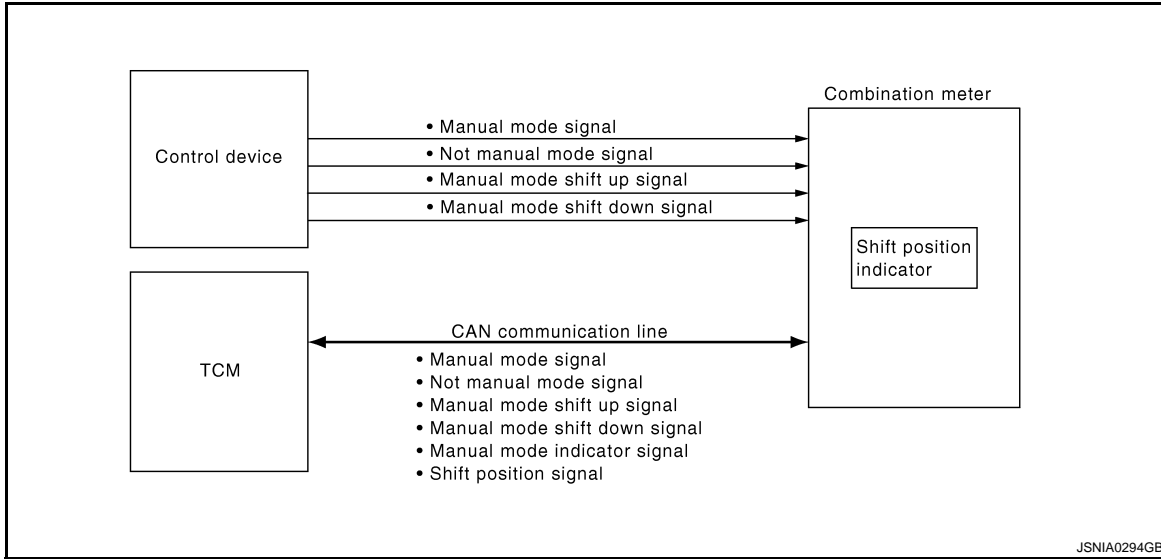 Control device
• Manual mode signal
• Not manual mode signal
• Manual mode shift up signal
• Manual mode shift down signal
Combination meter
Shift position
indicator
TCM
CAN communication line
• Manual mode signal
• Not manual mode signal
• Manual mode shift up signal
• Manual mode shift down signal
• Manual mode indicator signal
• Shift position signal
JSNIA0294GB